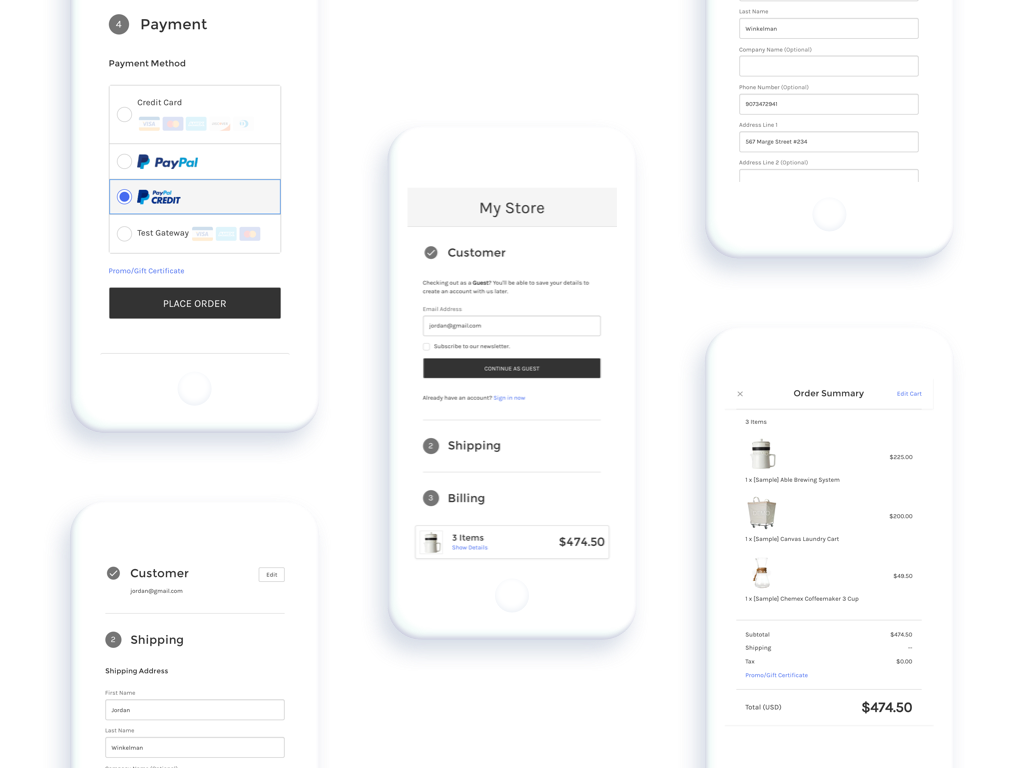 4 Payment
Payment Method
Credit Card
VISA
PayPal
PayPal
CREDIT
Test Gateway VISA
Promo/Gift Certificate
PLACE ORDER
Customer
Edit
jordan@gmail.com
2 Shipping
Shipping Address
First Name
Jordan
Last Name
Winkelman
My Store
Customer
Checking out as a Guest? You'll be able to save your details to
create an account with us later.
Email Address
jordan@gmail.com
Subscribe to our newsletter.
CONTINUE AS GUEST
Already have an account? Sign in now
2 Shipping
3 Billing
3 Items
Show Details
$474.50
Last Name
Winkelman
Company Name (Optional)
Phone Number (Optional)
9073472941
Address Line 1
567 Marge Street #234
Address Line 2 (Optional)
× Order Summary Edit Cart
3 Items
$225.00
1 x [Sample] Able Brewing System
$200.00
1 x [Sample] Canvas Laundry Cart
$49.50
1 x [Sample] Chemex Coffeemaker 3 Cup
Subtotal $474.50
Shipping --
Tax $0.00
Promo/Gift Certificate
Total (USD) $474.50